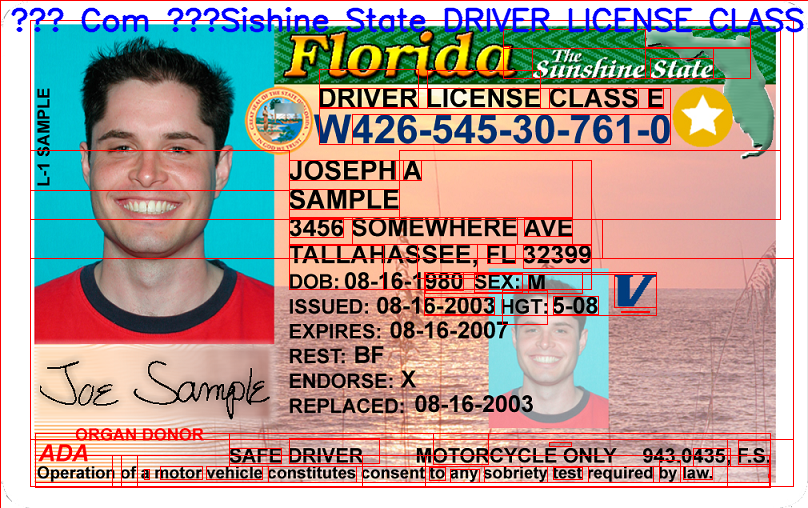 ??? Com ???Sishine State DRIVER LICENSE CLASS
Florida The Sunshine State
L-1 SAMPLE
DRIVER LICENSE CLASS E
W426-545-30-761-0
JOSEPH A
SAMPLE
3456 SOMEWHERE AVE
TALLAHASSEE, FL 32399
DOB: 08-16-1980 SEX: M
ISSUED: 08-16-2003 HGT: 5-08
V
EXPIRES: 08-16-2007
REST: BF
ENDORSE: X
REPLACED: 08-16-2003
Joe Sample
ORGAN DONOR
ADA SAFE DRIVER MOTORCYCLE ONLY 943.0435, F.S.
Operation of a motor vehicle constitutes consent to any sobriety test required by law.